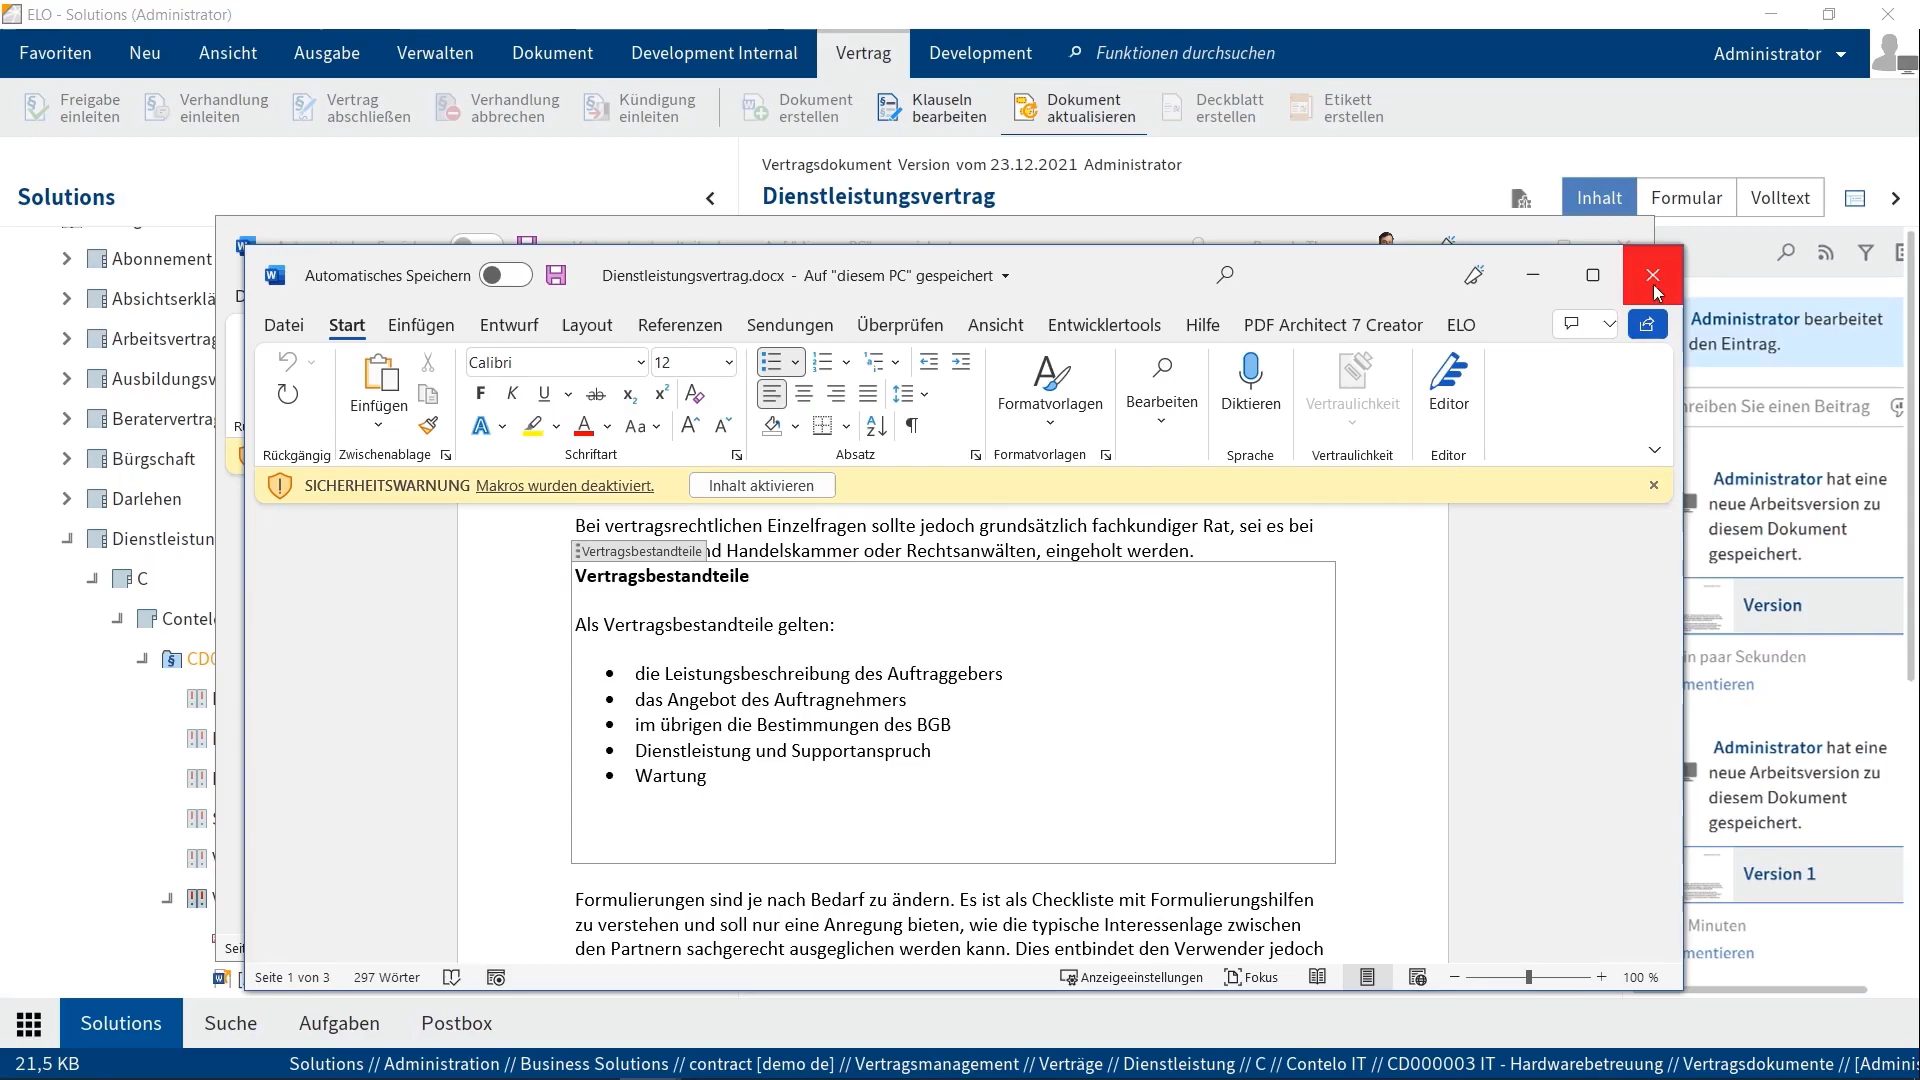 ELO - Solutions (Administrator)
Favoriten Neu Ansicht Ausgabe Verwalten Dokument Development Internal Vertrag Development Funktionen durchsuchen Administrator
Freigabe einleiten
Verhandlung einleiten
Vertrag abschließen
Verhandlung abbrechen
Kündigung einleiten
Dokument erstellen
Klauseln bearbeiten
Dokument aktualisieren
Deckblatt erstellen
Etikett erstellen
Vertragsdokument Version vom 23.12.2021 Administrator
Solutions
Dienstleistungsvertrag
Inhalt Formular Volltext
Abonnement
Absichtserklä
Arbeitsvertrag
Ausbildungsv
Beratervertrag
Bürgschaft
Darlehen
Dienstleistun
C
Contel
CD0
Automatisches Speichern Dienstleistungsvertrag.docx - Auf "diesem PC" gespeichert
Datei Start Einfügen Entwurf Layout Referenzen Sendungen Überprüfen Ansicht Entwicklertools Hilfe PDF Architect 7 Creator ELO
Calibri 12
Einfügen
Formatvorlagen
Bearbeiten
Diktieren
Vertraulichkeit
Editor
Rückgängig Zwischenablage Schriftart Absatz Formatvorlagen Sprache Vertraulichkeit Editor
SICHERHEITSWARNUNG Makros wurden deaktiviert. Inhalt aktivieren
Bei vertragsrechtlichen Einzelfragen sollte jedoch grundsätzlich fachkundiger Rat, sei es bei
Vertragsbestandteile nd Handelskammer oder Rechtsanwälten, eingeholt werden.
Vertragsbestandteile
Als Vertragsbestandteile gelten:
• die Leistungsbeschreibung des Auftraggebers
• das Angebot des Auftragnehmers
• im übrigen die Bestimmungen des BGB
• Dienstleistung und Supportanspruch
• Wartung
Formulierungen sind je nach Bedarf zu ändern. Es ist als Checkliste mit Formulierungshilfen
zu verstehen und soll nur eine Anregung bieten, wie die typische Interessenlage zwischen
den Partnern sachgerecht ausgeglichen werden kann. Dies entbindet den Verwender jedoch
Seite 1 von 3 297 Wörter Anzeigeeinstellungen Fokus 100 %
Administrator bearbeitet
den Eintrag.
hreiben Sie einen Beitrag
Administrator hat eine
neue Arbeitsversion zu
diesem Dokument
gespeichert.
Version
in paar Sekunden
mentieren
Administrator hat eine
neue Arbeitsversion zu
diesem Dokument
gespeichert.
Version 1
Minuten
mentieren
Solutions Suche Aufgaben Postbox
21,5 KB Solutions // Administration // Business Solutions // contract [demo de] // Vertragsmanagement // Verträge // Dienstleistung // C // Contelo IT // CD000003 IT - Hardwarebetreuung // Vertragsdokumente // [Adminis